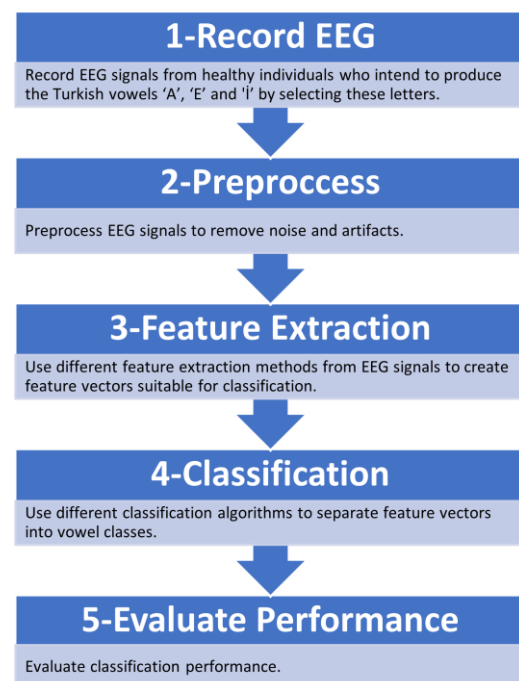 1-Record EEG
Record EEG signals from healthy individuals who intend to produce
the Turkish vowels ‘A’, ‘E’ and 'İ’ by selecting these letters.
2-Preproccess
Preprocess EEG signals to remove noise and artifacts.
3-Feature Extraction
Use different feature extraction methods from EEG signals to create
feature vectors suitable for classification.
4-Classification
Use different classification algorithms to separate feature vectors
into vowel classes.
5-Evaluate Performance
Evaluate classification performance.